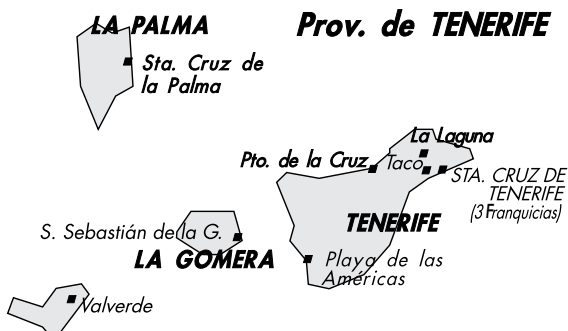 LA PALMA
Prov. de TENERIFE
Sta. Cruz de
la Palma
La Laguna
Pto. de la Cruz
Taco
STA. CRUZ DE
TENERIFE
(3 Franquicias)
TENERIFE
S. Sebastián de la G.
LA GOMERA
Playa de las
Américas
Valverde